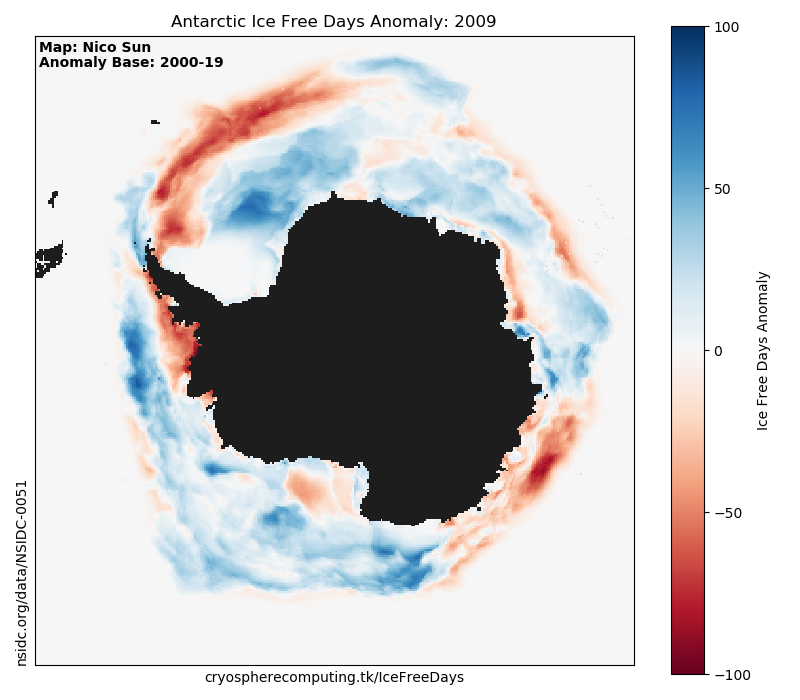 Antarctic Ice Free Days Anomaly: 2009
Map: Nico Sun
Anomaly Base: 2000-19
100
50
0
−50
−100
Ice Free Days Anomaly
nsidc.org/data/NSIDC-0051
cryospherecomputing.tk/IceFreeDays